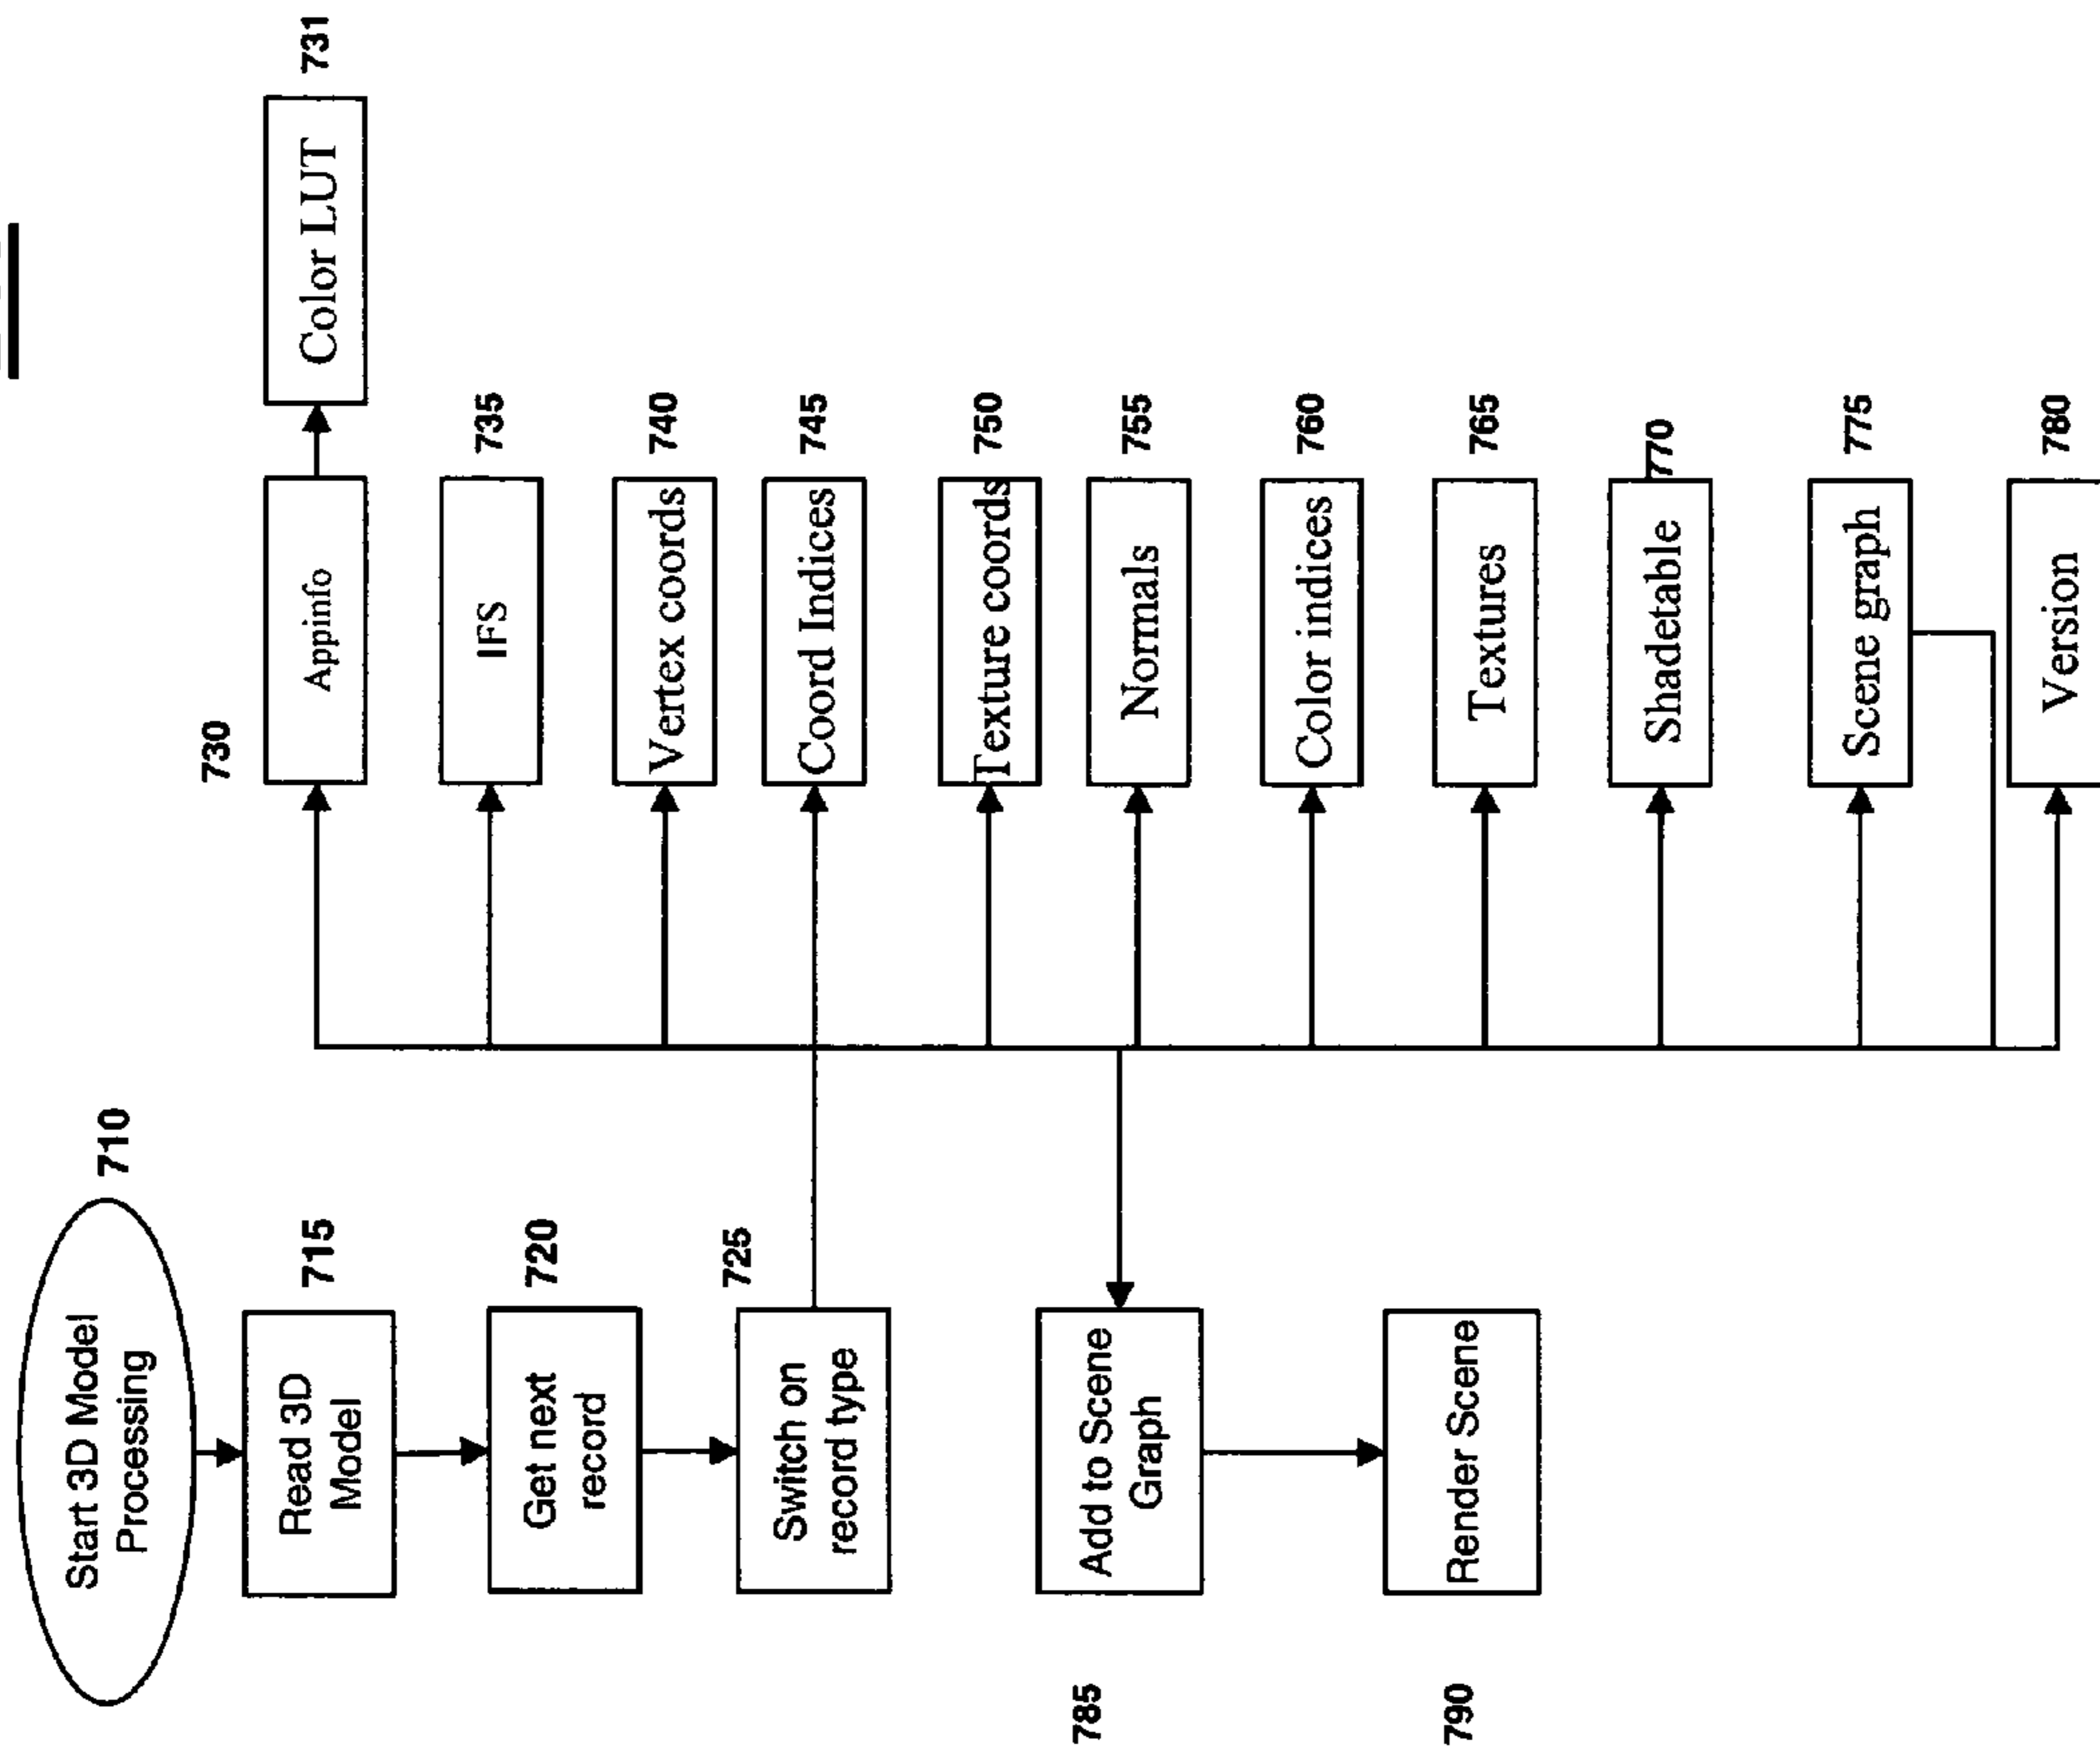 Start 3D Model
Processing
710
Read 3D
Model
715
Get next
record
720
Switch on
record type
725
730
Appinfo
Color LUT
731
IFS
735
Vertex coords
740
Coord Indices
745
Texture coords
750
Normals
755
Color indices
760
Textures
765
Shadetable
770
Scene graph
775
Version
780
785
Add to Scene
Graph
790
Render Scene